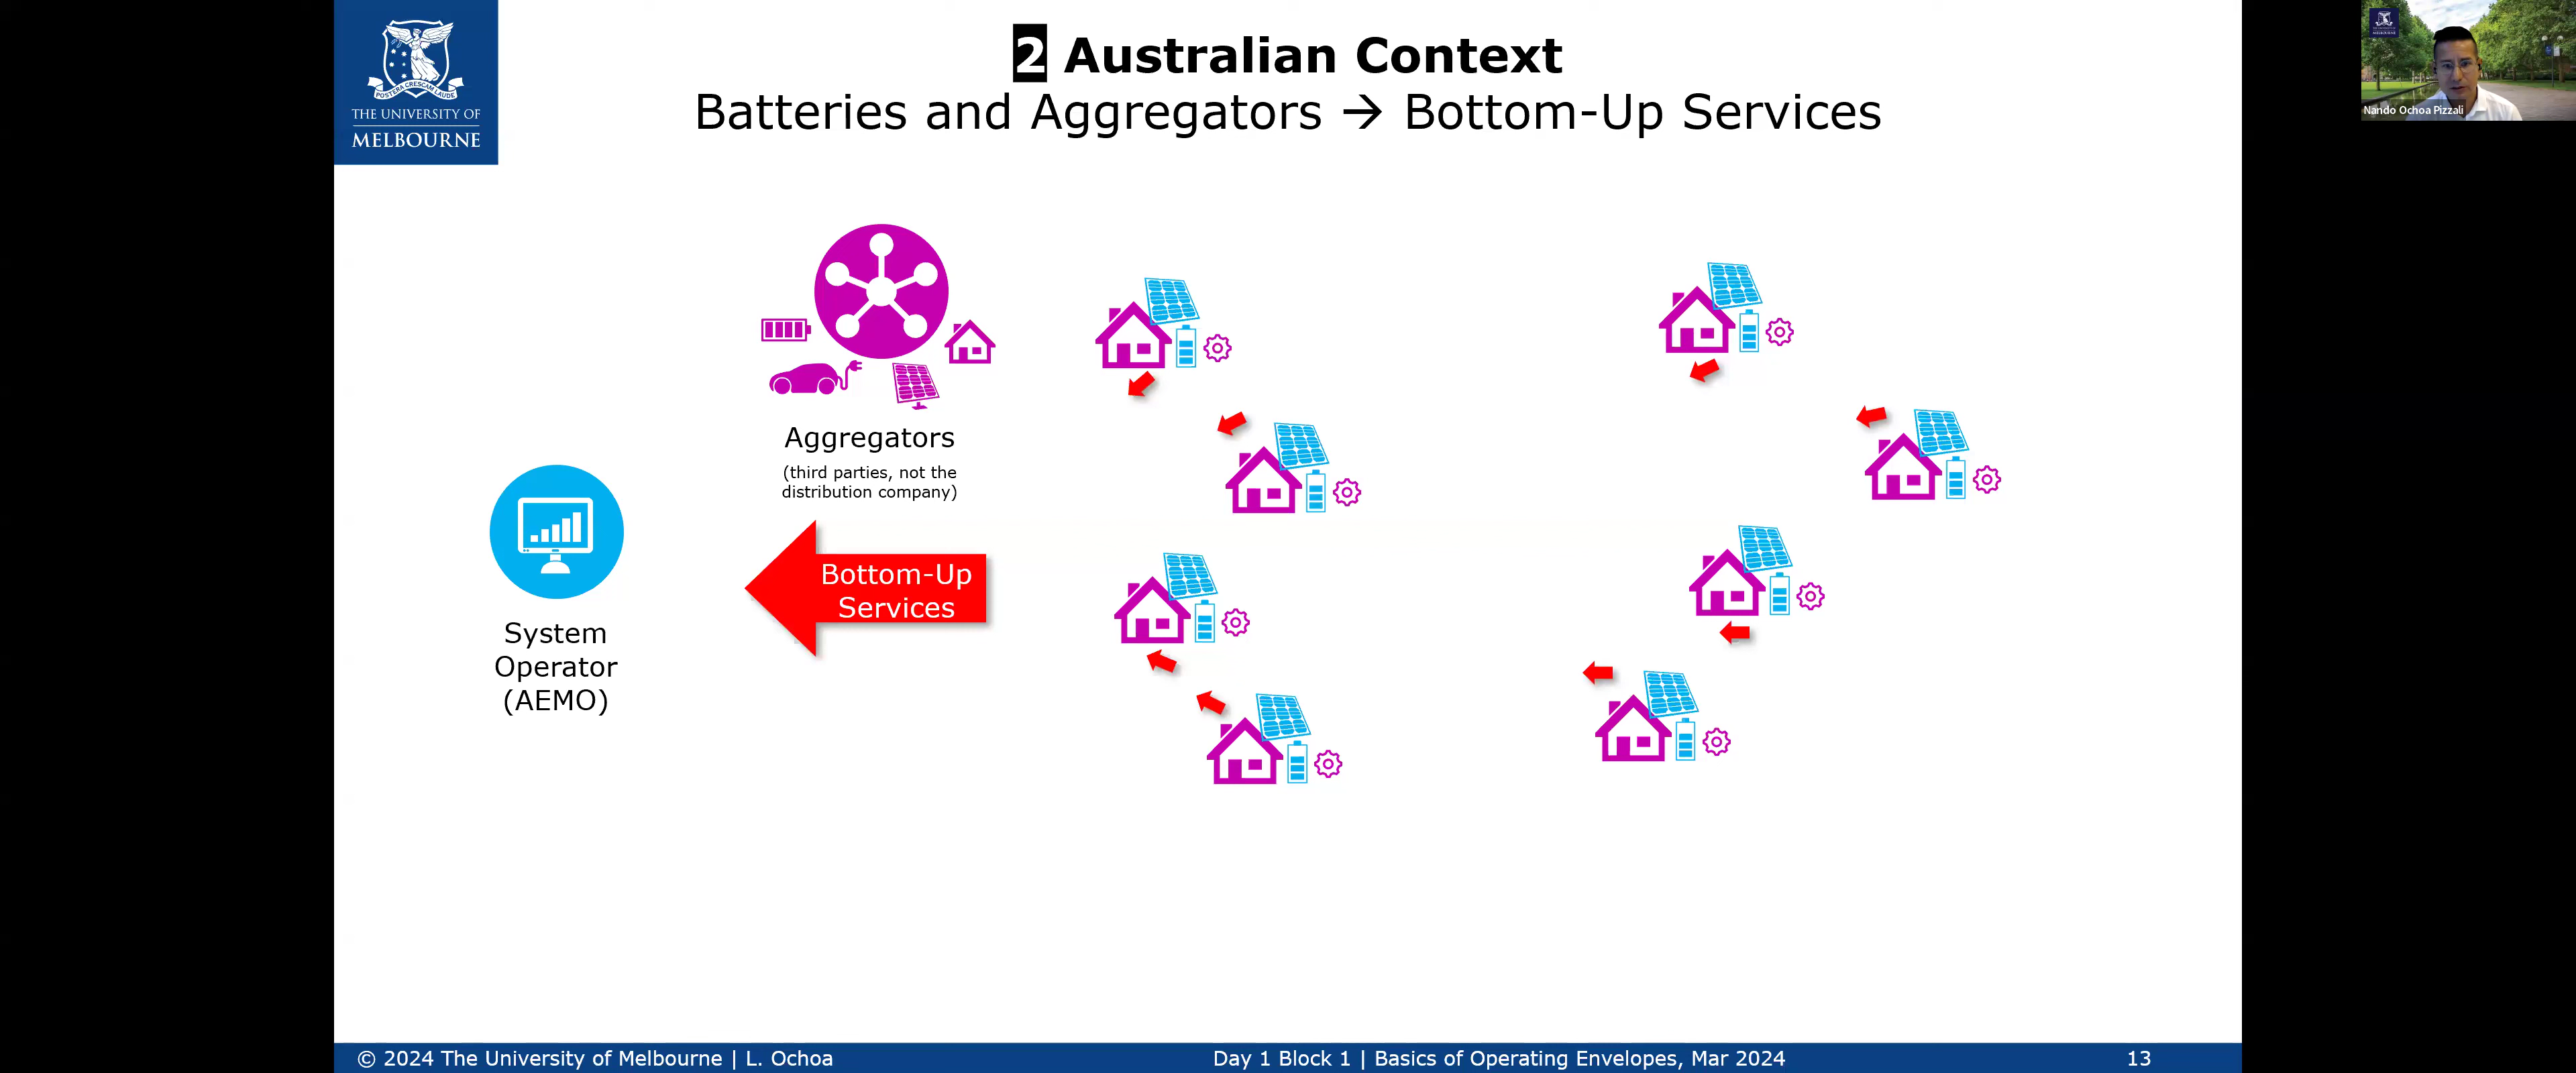 THE UNIVERSITY OF
MELBOURNE
2 Australian Context
Batteries and Aggregators → Bottom-Up Services
Nando Ochoa Pizzali
Aggregators
(third parties, not the
distribution company)
Bottom-Up
Services
System
Operator
(AEMO)
© 2024 The University of Melbourne | L. Ochoa
Day 1 Block 1 | Basics of Operating Envelopes, Mar 2024
13